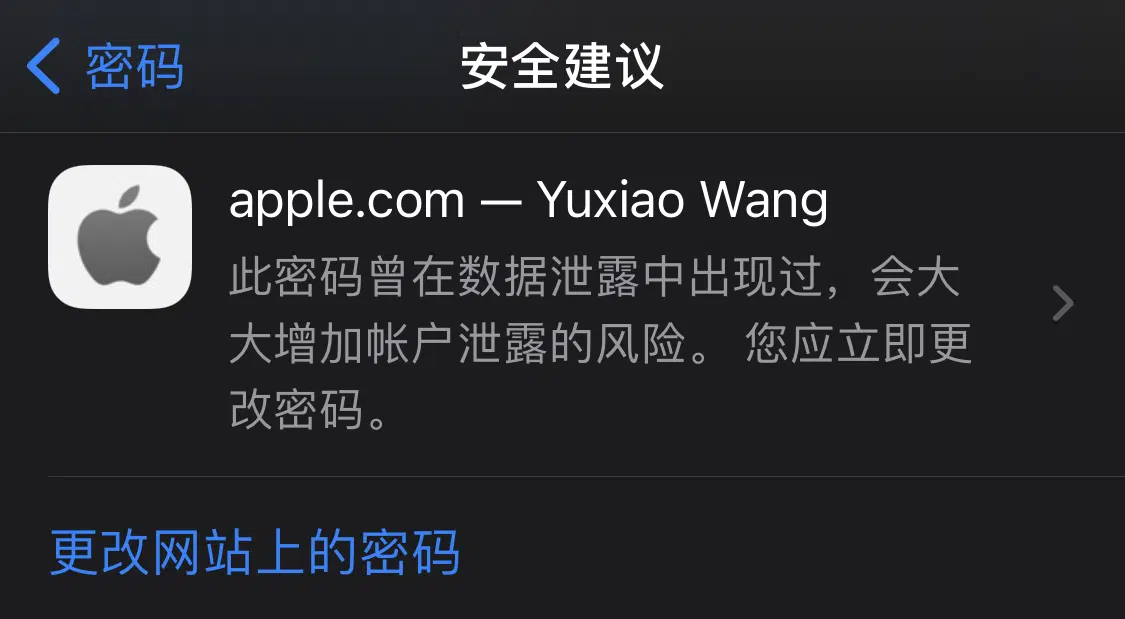 密码
安全建议
apple.com — Yuxiao Wang
此密码曾在数据泄露中出现过，会大
大增加帐户泄露的风险。 您应立即更
改密码。
更改网站上的密码